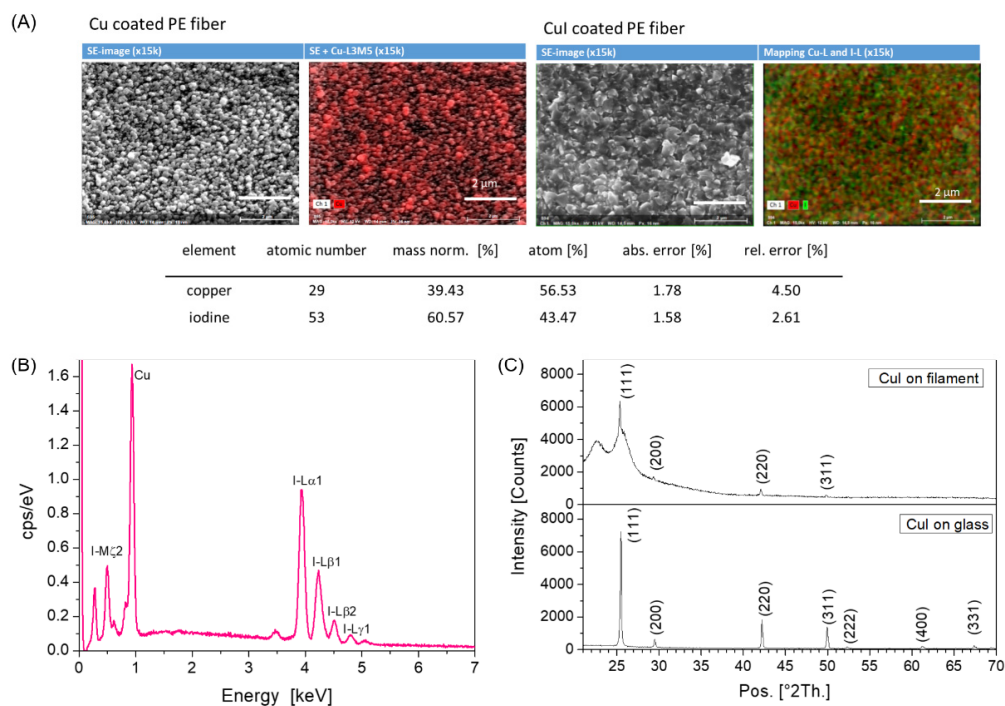 (A)
Cu coated PE fiber
CuI coated PE fiber
SE-image (x15k)
SE + Cu-L3M5 (x15k)
SE-image (x15k)
Mapping Cu-L and I-L (x15k)
2 µm
2 µm
Ch 1
Ch 1
element atomic number mass norm. [%] atom [%] abs. error [%] rel. error [%]
copper 29 39.43 56.53 1.78 4.50
iodine 53 60.57 43.47 1.58 2.61
(B)
1.6
1.4
1.2
1.0
0.8
0.6
0.4
0.2
0.0
cps/eV
Cu
I-Mζ2
I-Lα1
I-Lβ1
I-Lβ2
I-Lγ1
0 1 2 3 4 5 6 7
Energy [keV]
(C)
CuI on filament
8000
6000
4000
2000
0
(111)
(200)
(220)
(311)
CuI on glass
8000
6000
4000
2000
0
(111)
(200)
(220)
(311)
(222)
(400)
(331)
Intensity [Counts]
25 30 35 40 45 50 55 60 65 70
Pos. [°2Th.]